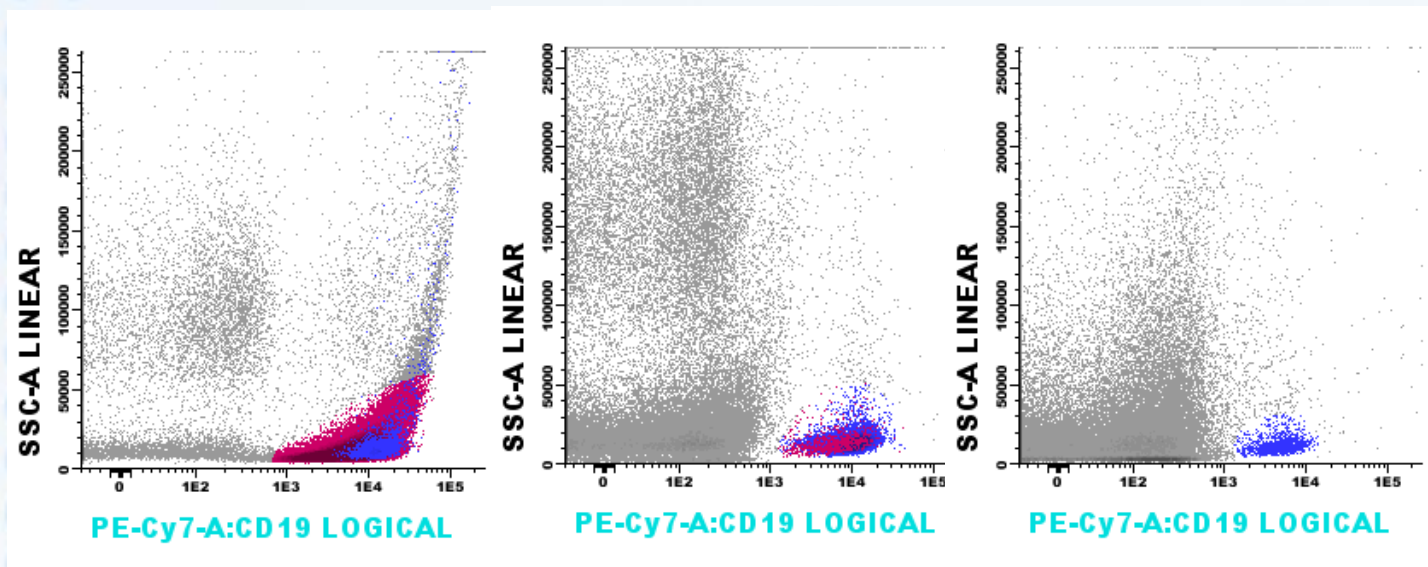 SSC-A LINEAR
250000
200000
150000
100000
50000
0
0 1E2 1E3 1E4 1E5
PE-Cy7-A:CD19 LOGICAL
SSC-A LINEAR
250000
200000
150000
100000
50000
0
0 1E2 1E3 1E4 1E5
PE-Cy7-A:CD19 LOGICAL
SSC-A LINEAR
250000
200000
150000
100000
50000
0
0 1E2 1E3 1E4 1E5
PE-Cy7-A:CD19 LOGICAL